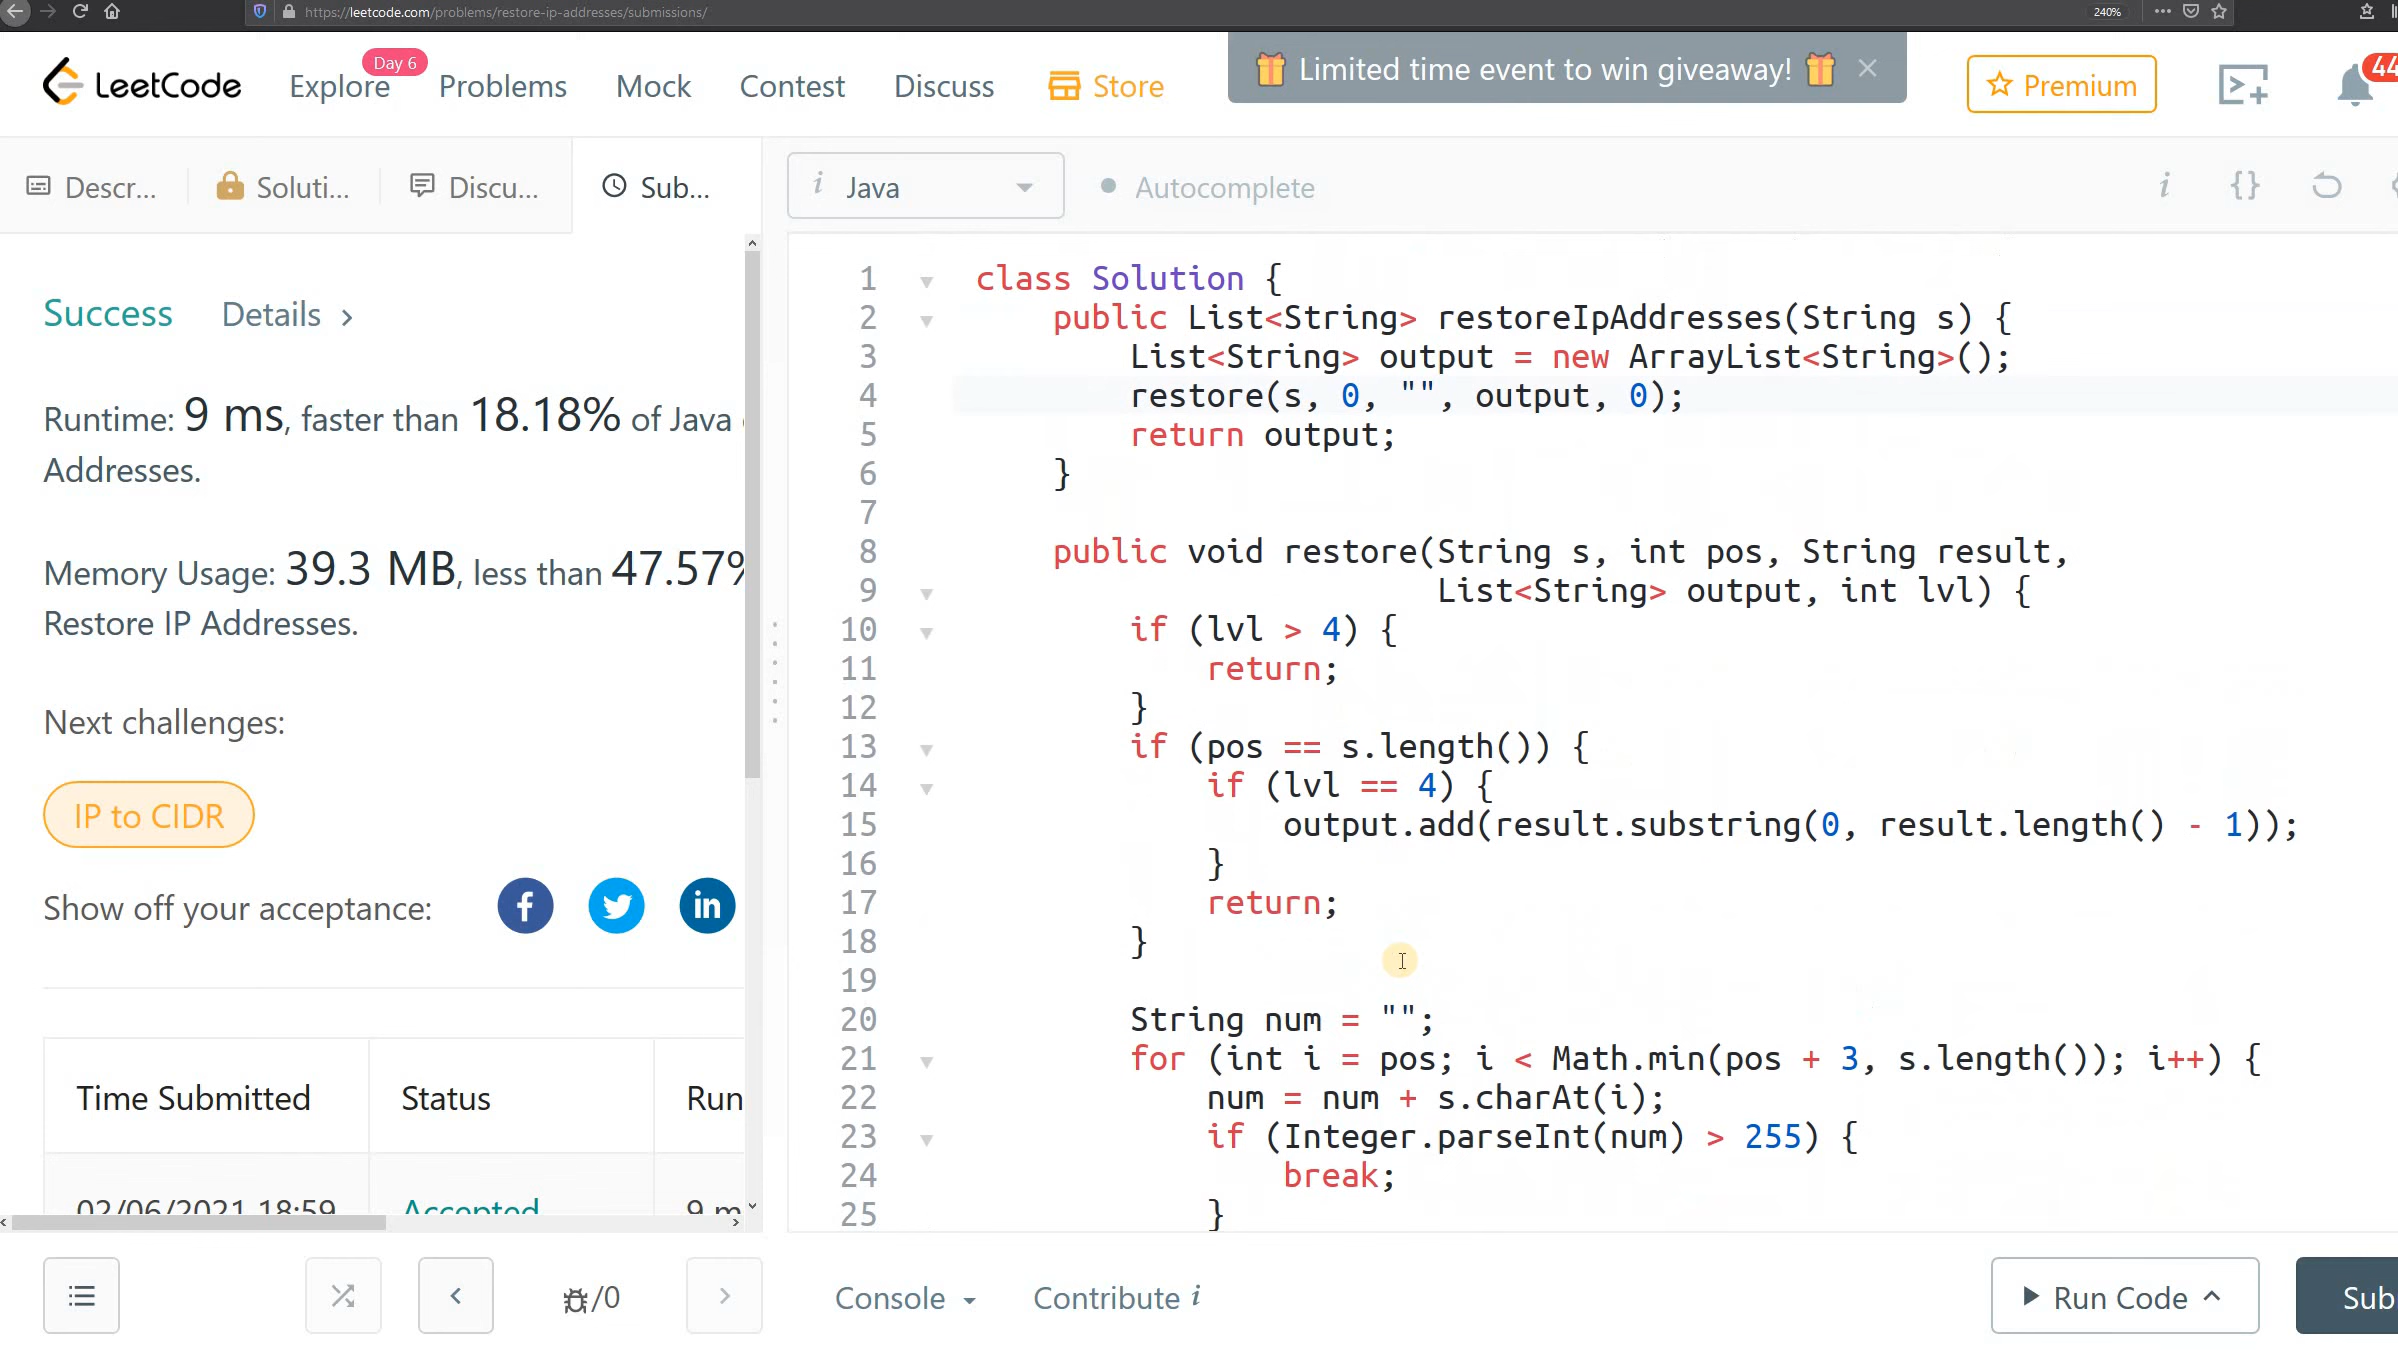 https://leetcode.com/problems/restore-ip-addresses/submissions/
240%
LeetCode
Explore
Day 6
Problems
Mock
Contest
Discuss
Store
Limited time event to win giveaway!
Premium
44
Descr...
Soluti...
Discu...
Sub...
i Java
Autocomplete
i
{}
Success
Details >
Runtime: 9 ms, faster than 18.18% of Java
Addresses.
Memory Usage: 39.3 MB, less than 47.57%
Restore IP Addresses.
Next challenges:
IP to CIDR
Show off your acceptance:
Time Submitted
Status
Run
02/06/2021 18:59
Accepted
9 m
1 class Solution {
2 public List<String> restoreIpAddresses(String s) {
3 List<String> output = new ArrayList<String>();
4 restore(s, 0, "", output, 0);
5 return output;
6 }
7
8 public void restore(String s, int pos, String result,
9 List<String> output, int lvl) {
10 if (lvl > 4) {
11 return;
12 }
13 if (pos == s.length()) {
14 if (lvl == 4) {
15 output.add(result.substring(0, result.length() - 1));
16 }
17 return;
18 }
19
20 String num = "";
21 for (int i = pos; i < Math.min(pos + 3, s.length()); i++) {
22 num = num + s.charAt(i);
23 if (Integer.parseInt(num) > 255) {
24 break;
25 }
/0
Console
Contribute i
Run Code
Sub